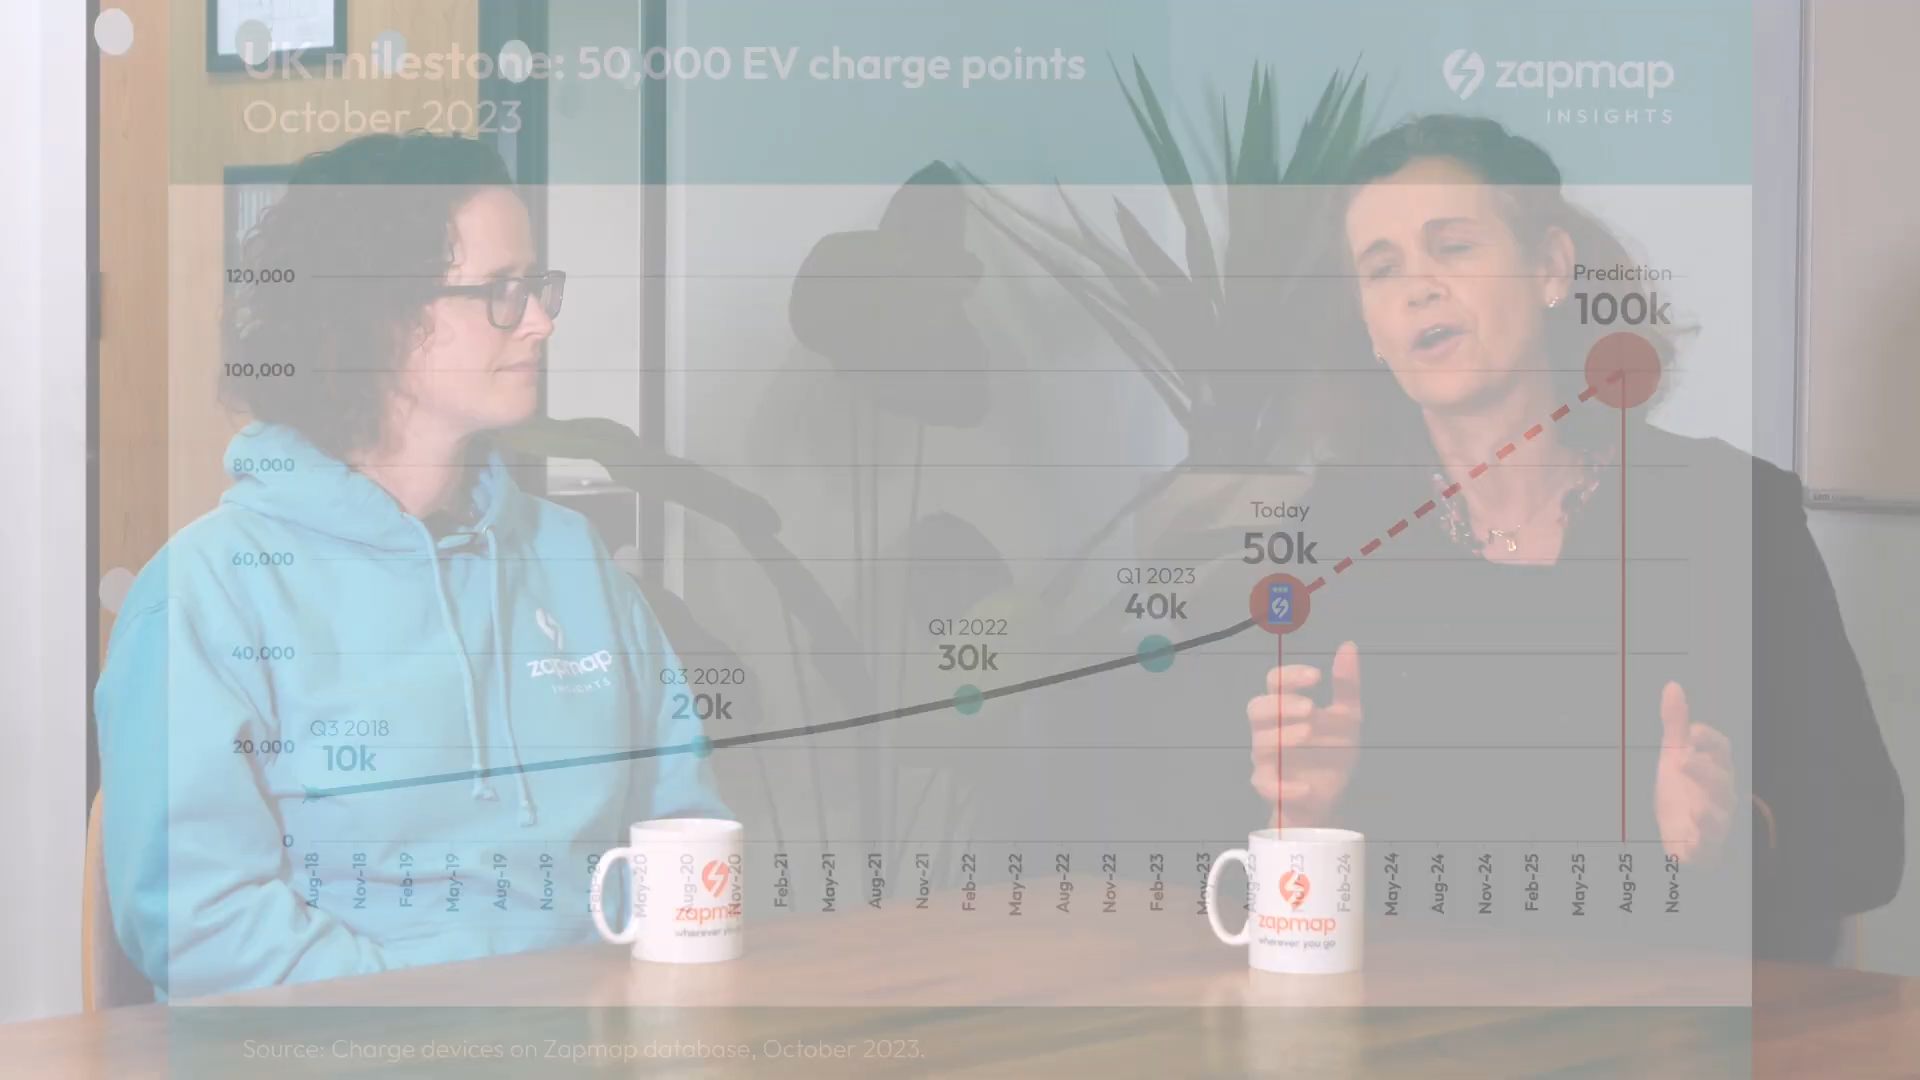 UK milestone: 50,000 EV charge points
October 2023
zapmap
INSIGHTS
120,000
100,000
80,000
60,000
40,000
20,000
0
Prediction
100k
Today
50k
Q1 2023
40k
Q1 2022
30k
Q3 2020
20k
Q3 2018
10k
zapmap
INSIGHTS
Aug-18
Nov-18
Feb-19
May-19
Aug-19
Nov-19
Feb-20
May-20
Aug-20
Nov-20
Feb-21
May-21
Aug-21
Nov-21
Feb-22
May-22
Aug-22
Nov-22
Feb-23
May-23
Aug-23
Feb-24
May-24
Aug-24
Nov-24
Feb-25
May-25
Aug-25
Nov-25
zapmap
wherever you go
Source: Charge devices on Zapmap database, October 2023.